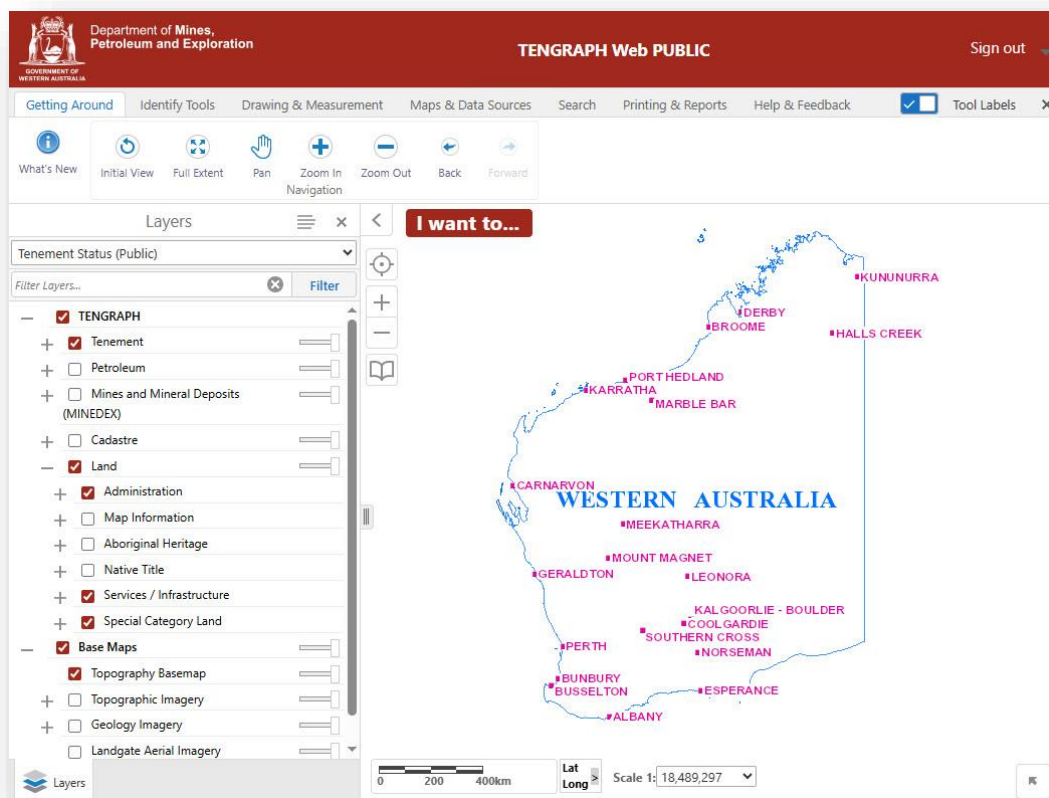 Department of Mines,
Petroleum and Exploration
GOVERNMENT OF
WESTERN AUSTRALIA
TENGRAPH Web PUBLIC
Sign out
Getting Around
Identify Tools
Drawing & Measurement
Maps & Data Sources
Search
Printing & Reports
Help & Feedback
Tool Labels
What's New
Initial View
Full Extent
Pan
Zoom In
Zoom Out
Back
Forward
Navigation
Layers
I want to...
Tenement Status (Public)
Filter Layers...
Filter
TENGRAPH
Tenement
Petroleum
Mines and Mineral Deposits
(MINEDEX)
Cadastre
Land
Administration
Map Information
Aboriginal Heritage
Native Title
Services / Infrastructure
Special Category Land
Base Maps
Topography Basemap
Topographic Imagery
Geology Imagery
Landgate Aerial Imagery
Layers
KUNUNURRA
DERBY
BROOME
HALLS CREEK
PORT HEDLAND
KARRATHA
MARBLE BAR
CARNARVON
WESTERN AUSTRALIA
MEEKATHARRA
MOUNT MAGNET
GERALDTON
LEONORA
KALGOORLIE - BOULDER
COOLGARDIE
SOUTHERN CROSS
PERTH
NORSEMAN
BUNBURY
BUSSELTON
ESPERANCE
ALBANY
0 200 400km
Lat
Long >
Scale 1: 18,489,297